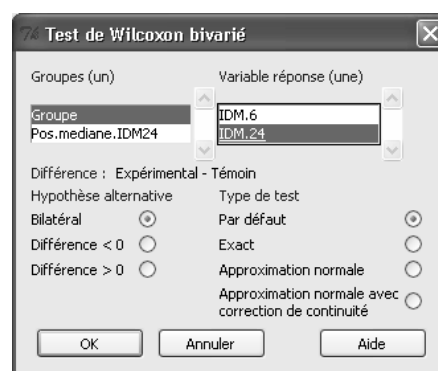 Test de Wilcoxon bivarié
Groupes (un) Variable réponse (une)
Groupe IDM.6
Pos.mediane.IDM24 IDM.24
Différence : Expérimental - Témoin
Hypothèse alternative Type de test
Bilatéral Par défaut
Différence < 0 Exact
Différence > 0 Approximation normale
Approximation normale avec
correction de continuité
OK Annuler Aide